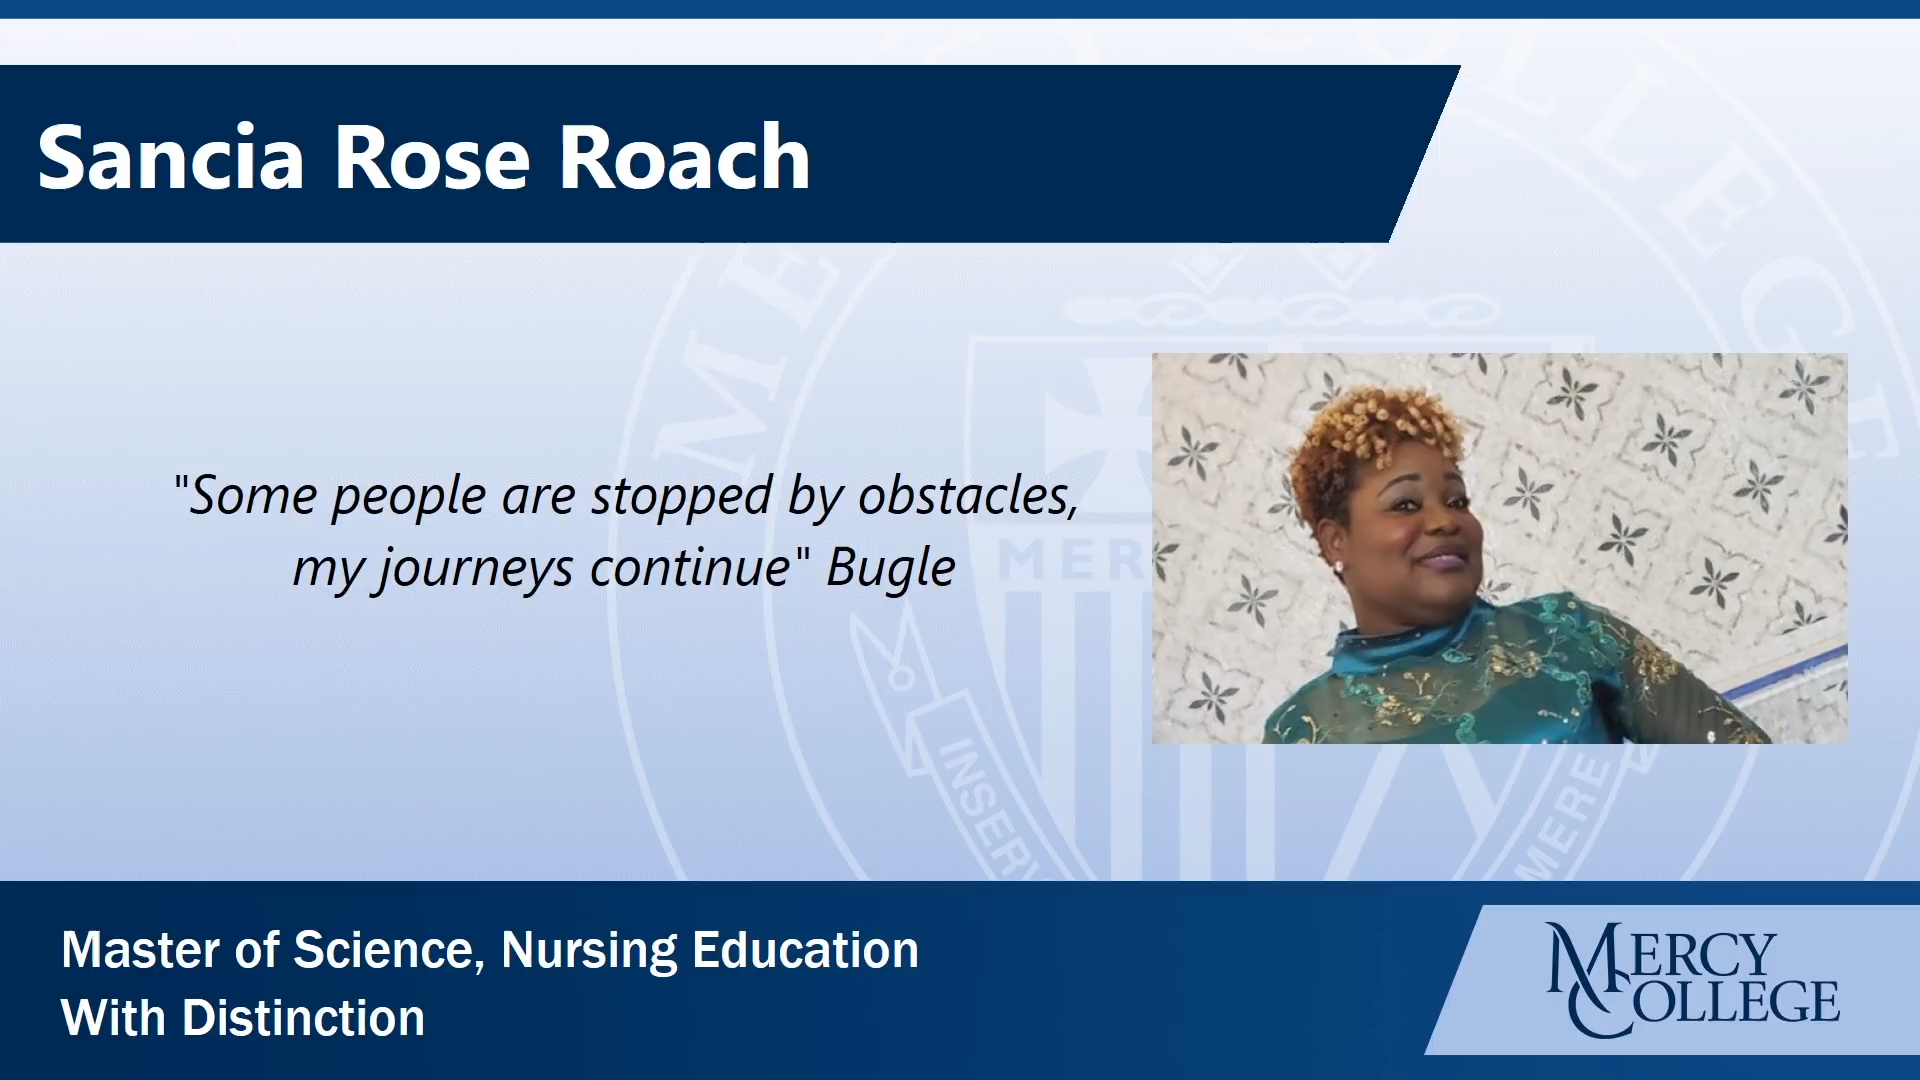 Sancia Rose Roach
"Some people are stopped by obstacles,
my journeys continue" Bugle
Master of Science, Nursing Education
With Distinction
MERCY
COLLEGE